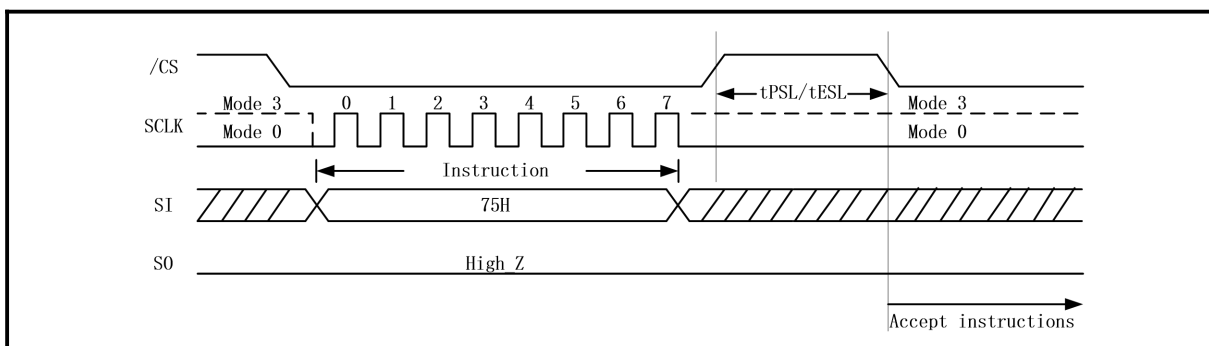 /CS
tPSL/tESL
Mode 3 0 1 2 3 4 5 6 7 Mode 3
SCLK Mode 0 Mode 0
Instruction
SI 75H
SO High_Z
Accept instructions